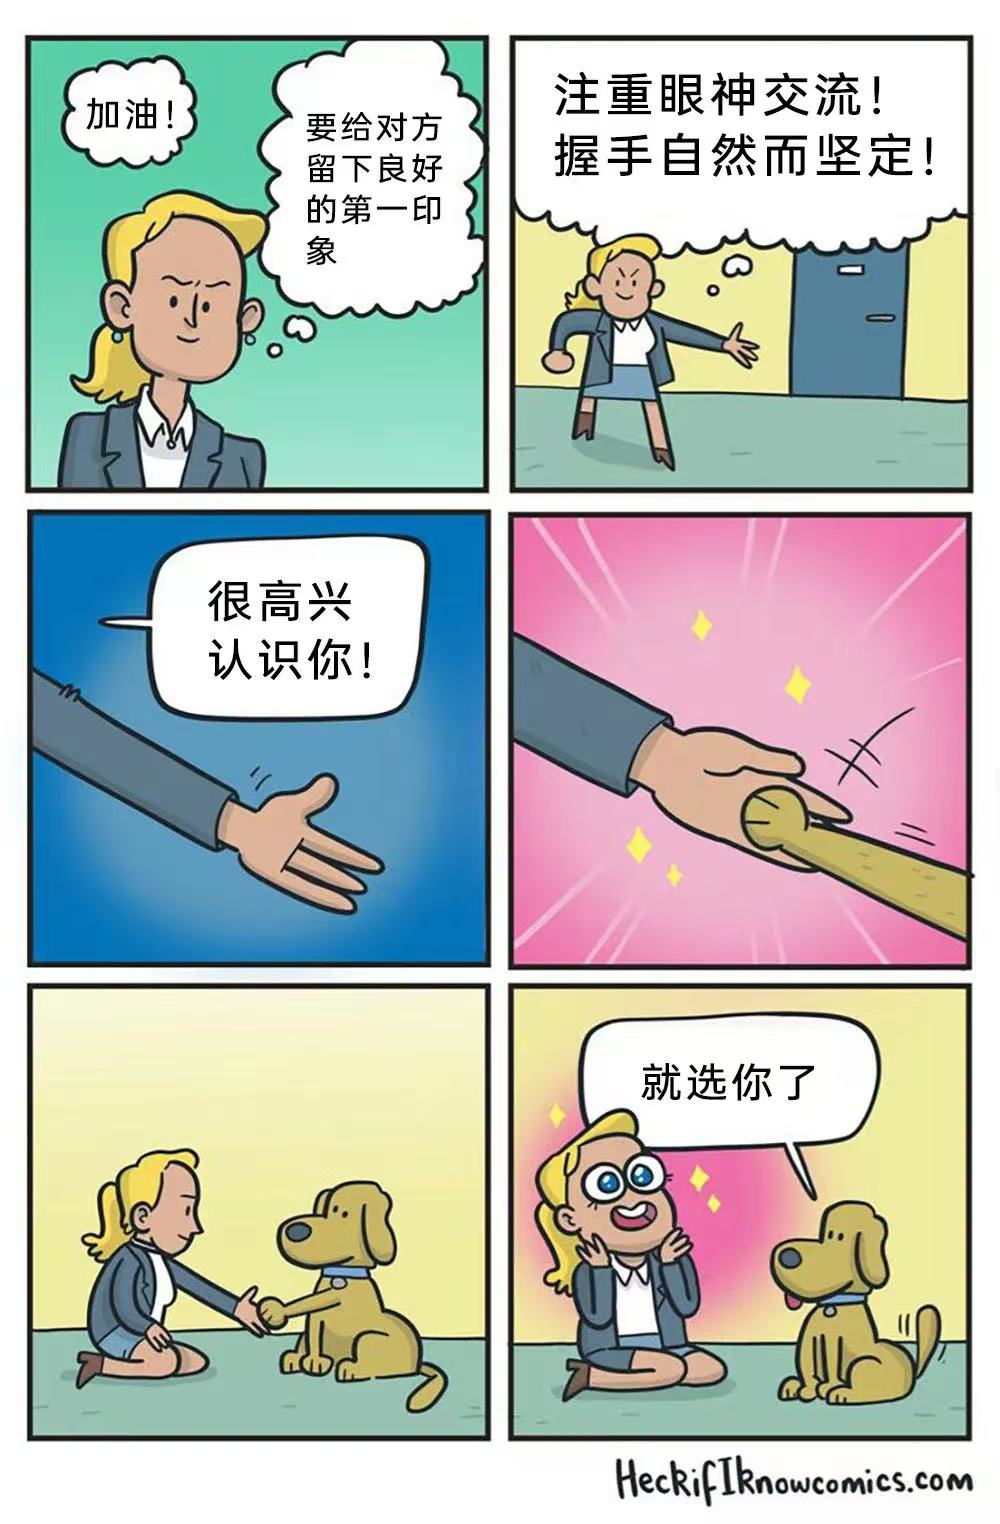 加油！
要给对方
留下良好
的第一印
象
注重眼神交流！
握手自然而坚定！
很高兴
认识你！
就选你了
HeckifIknowcomics.com